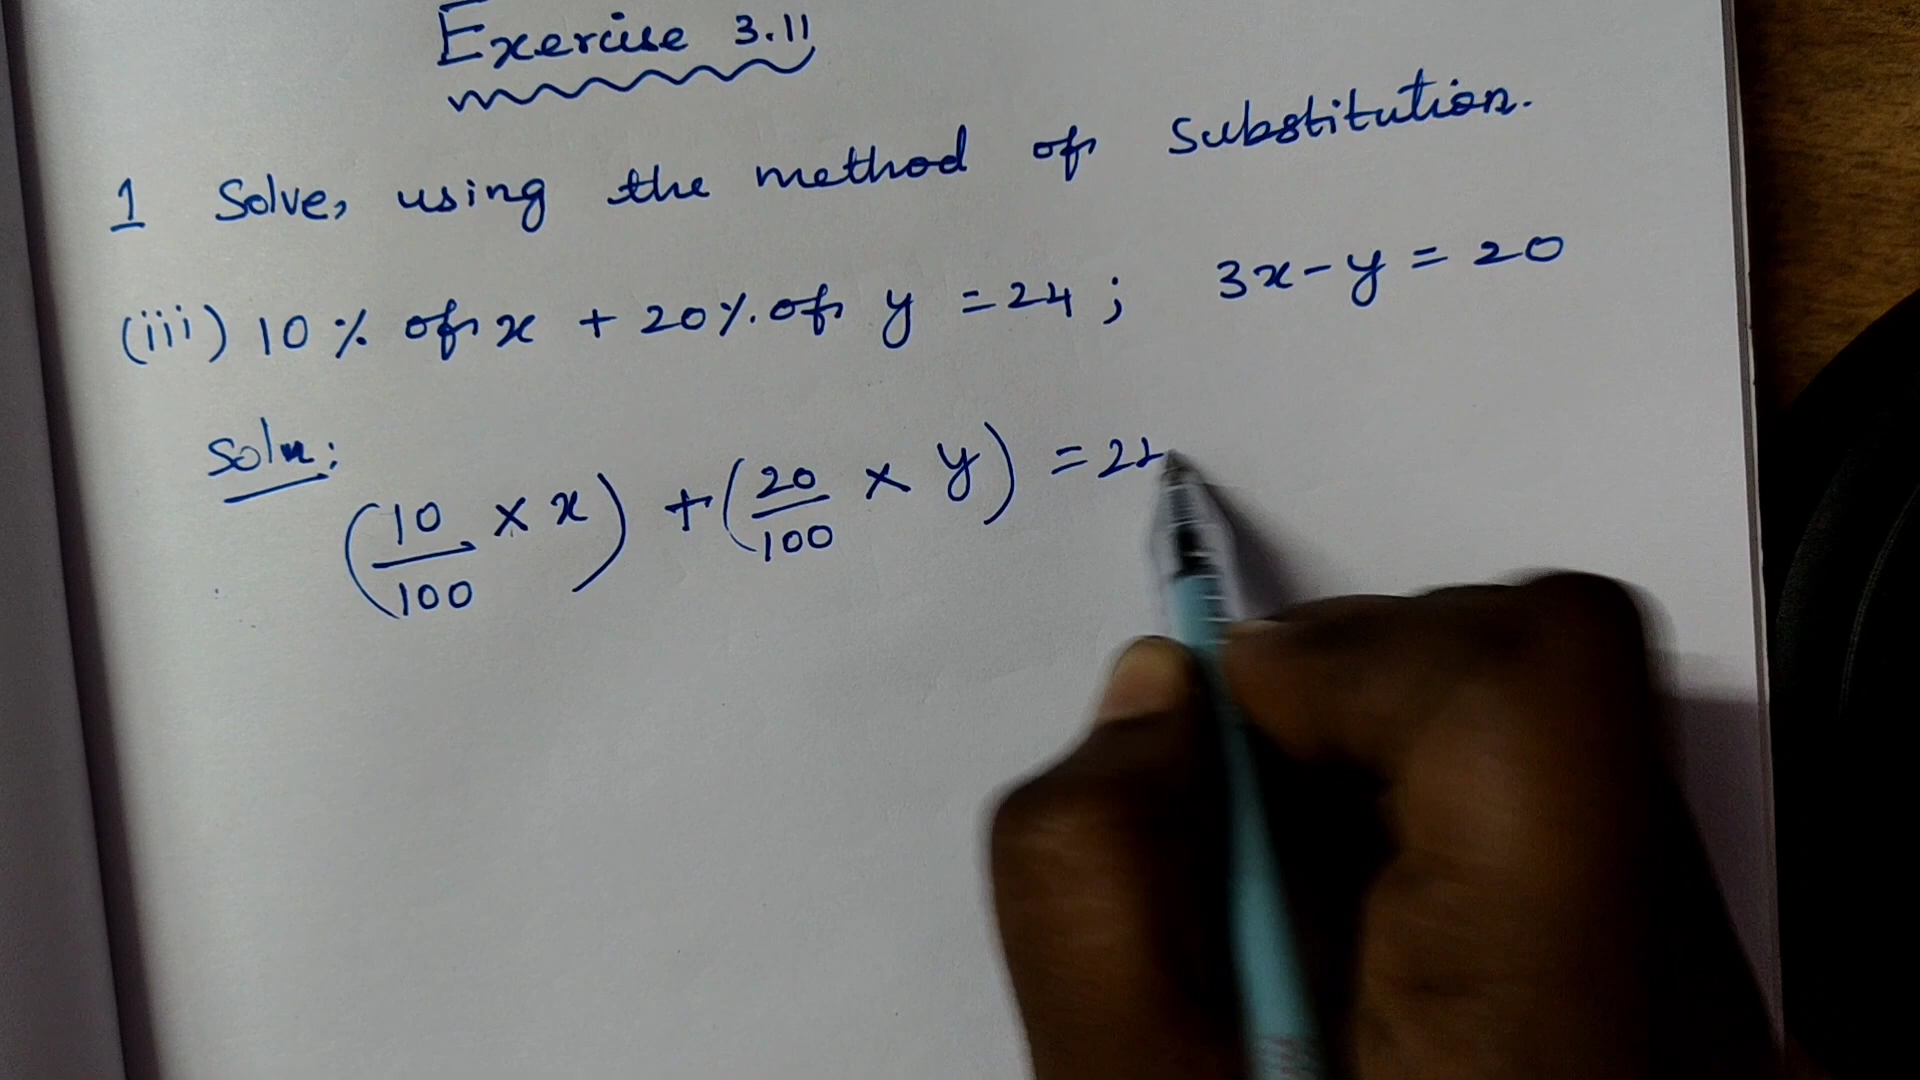 Exercise 3.11
1 Solve, using the method of substitution.
(iii) 10% of x + 20% of y = 24 ; 3x - y = 20
Soln:
(10/100 × x) + (20/100 × y) = 24